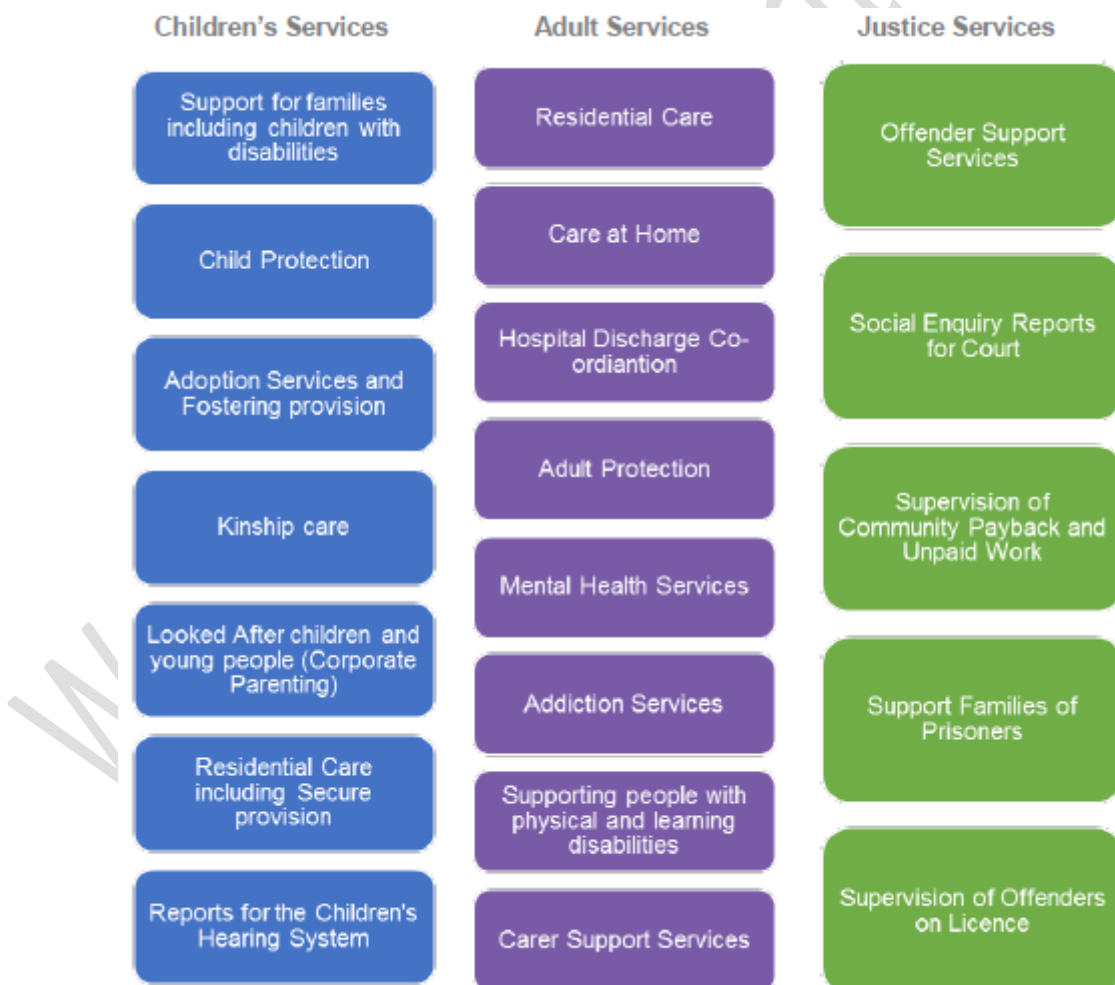 Children's Services
Support for families
including children with
disabilities
Child Protection
Adoption Services and
Fostering provision
Kinship care
Looked After children and
young people (Corporate
Parenting)
Residential Care
including Secure
provision
Reports for the Children's
Hearing System
Adult Services
Residential Care
Care at Home
Hospital Discharge Co-
ordiantion
Adult Protection
Mental Health Services
Addiction Services
Supporting people with
physical and learning
disabilities
Carer Support Services
Justice Services
Offender Support
Services
Social Enquiry Reports
for Court
Supervision of
Community Payback and
Unpaid Work
Support Families of
Prisoners
Supervision of Offenders
on Licence